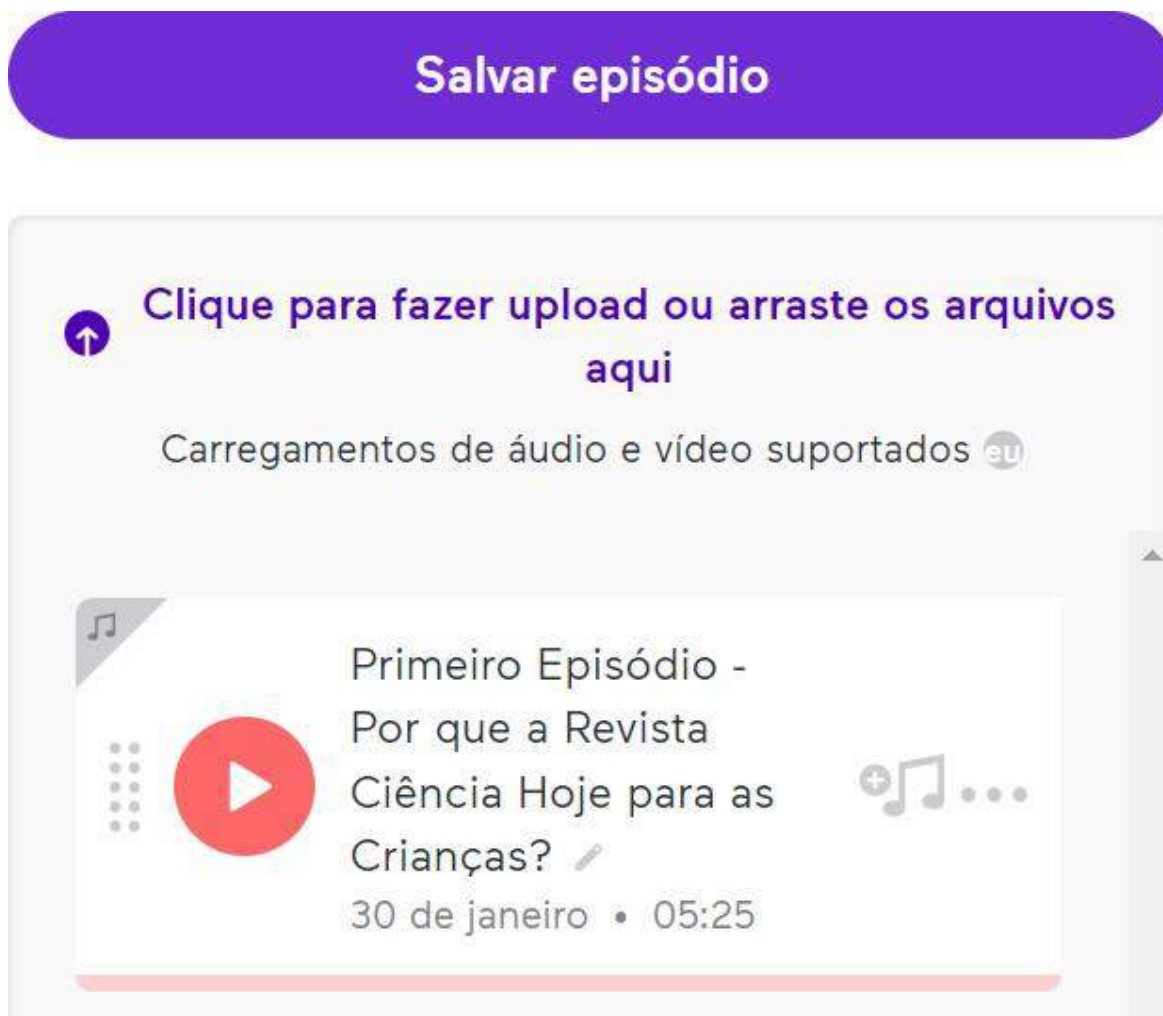 Salvar episódio
Clique para fazer upload ou arraste os arquivos
aqui
Carregamentos de áudio e vídeo suportados eu
Primeiro Episódio -
Por que a Revista
Ciência Hoje para as
Crianças?
30 de janeiro • 05:25